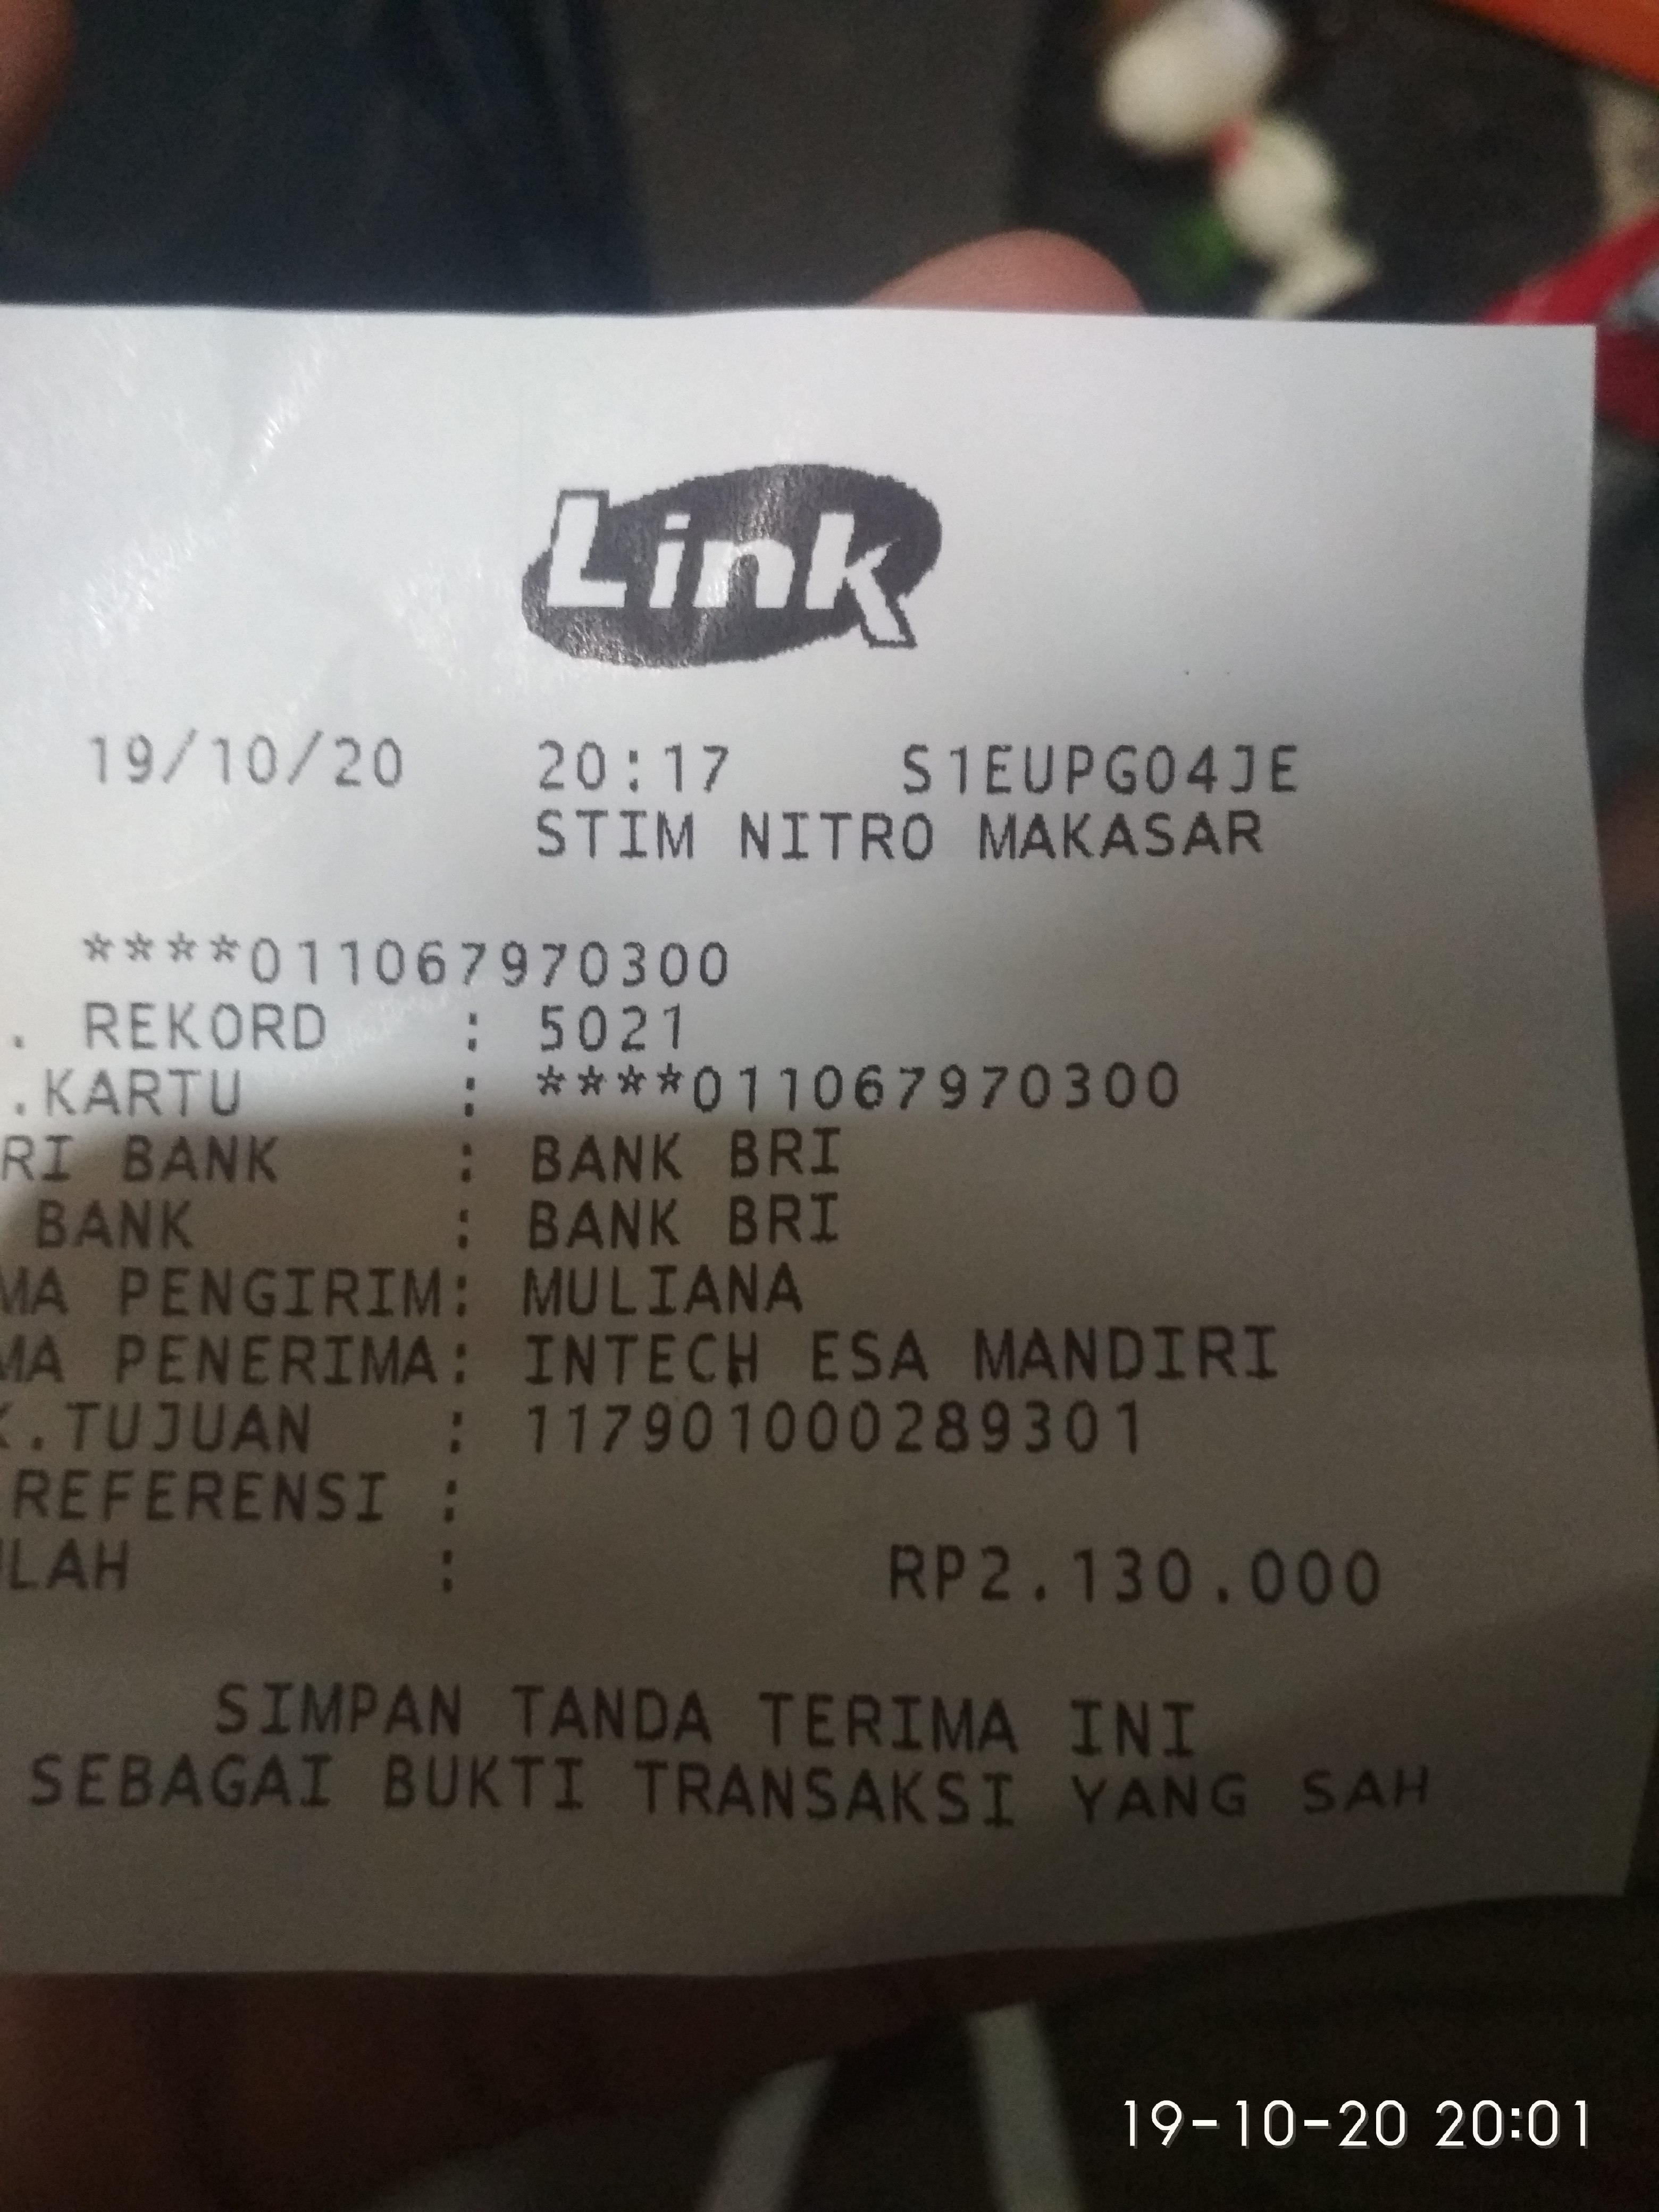 Link
19/10/20 20:17 S1EUPG04JE
STIM NITRO MAKASAR
****011067970300
. REKORD : 5021
.KARTU : ****011067970300
RI BANK : BANK BRI
BANK : BANK BRI
MA PENGIRIM: MULIANA
MA PENERIMA: INTECH ESA MANDIRI
K.TUJUAN : 117901000289301
REFERENSI :
LAH : RP2.130.000
SIMPAN TANDA TERIMA INI
SEBAGAI BUKTI TRANSAKSI YANG SAH
19-10-20 20:01